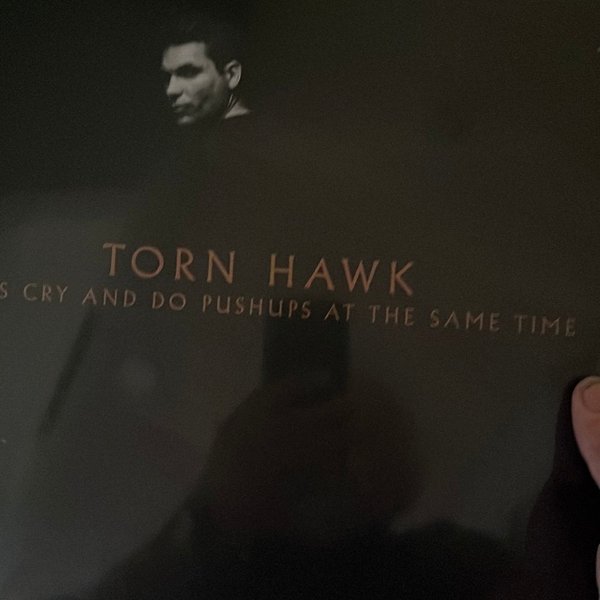 TORN HAWK
S CRY AND DO PUSHUPS AT THE SAME TIME